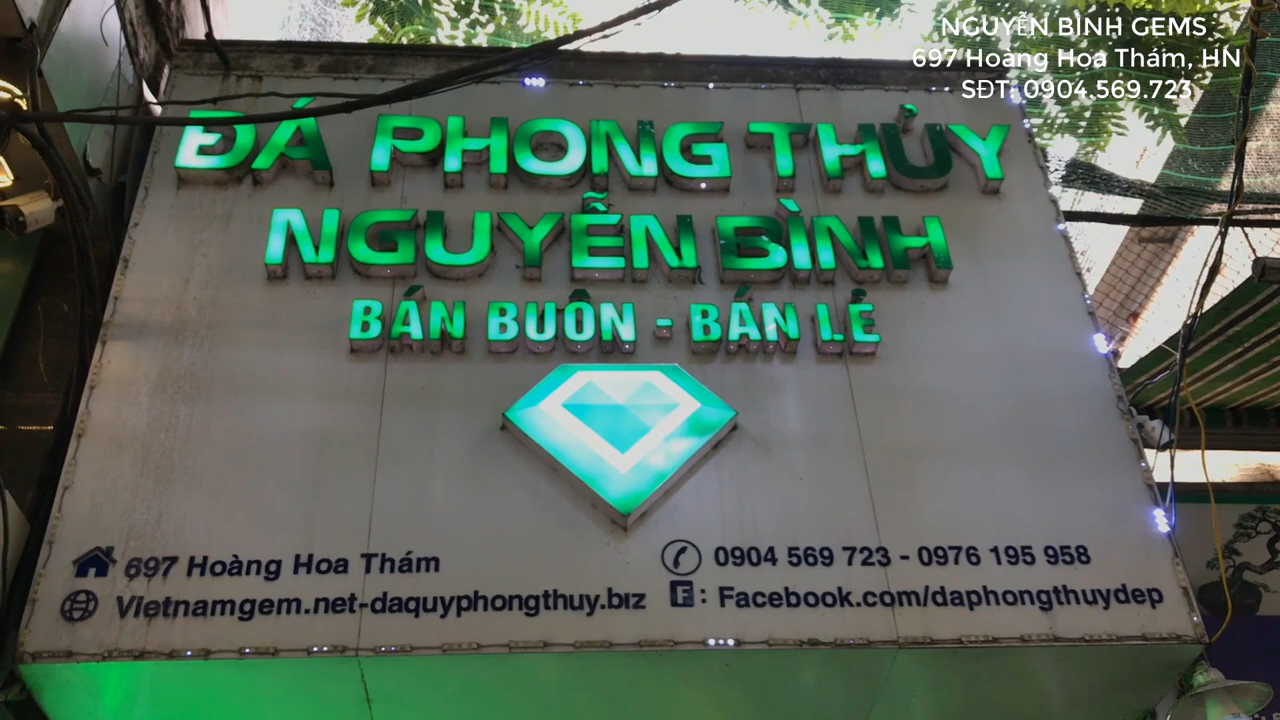 NGUYỄN BÌNH GEMS
697 Hoàng Hoa Thám, HN
SĐT: 0904.569.723
ĐÁ PHONG THỦY
NGUYỄN BÌNH
BÁN BUÔN - BÁN LẺ
697 Hoàng Hoa Thám
Vietnamgem.net-daquyphongthuy.biz
0904 569 723 - 0976 195 958
F : Facebook.com/daphongthuydep